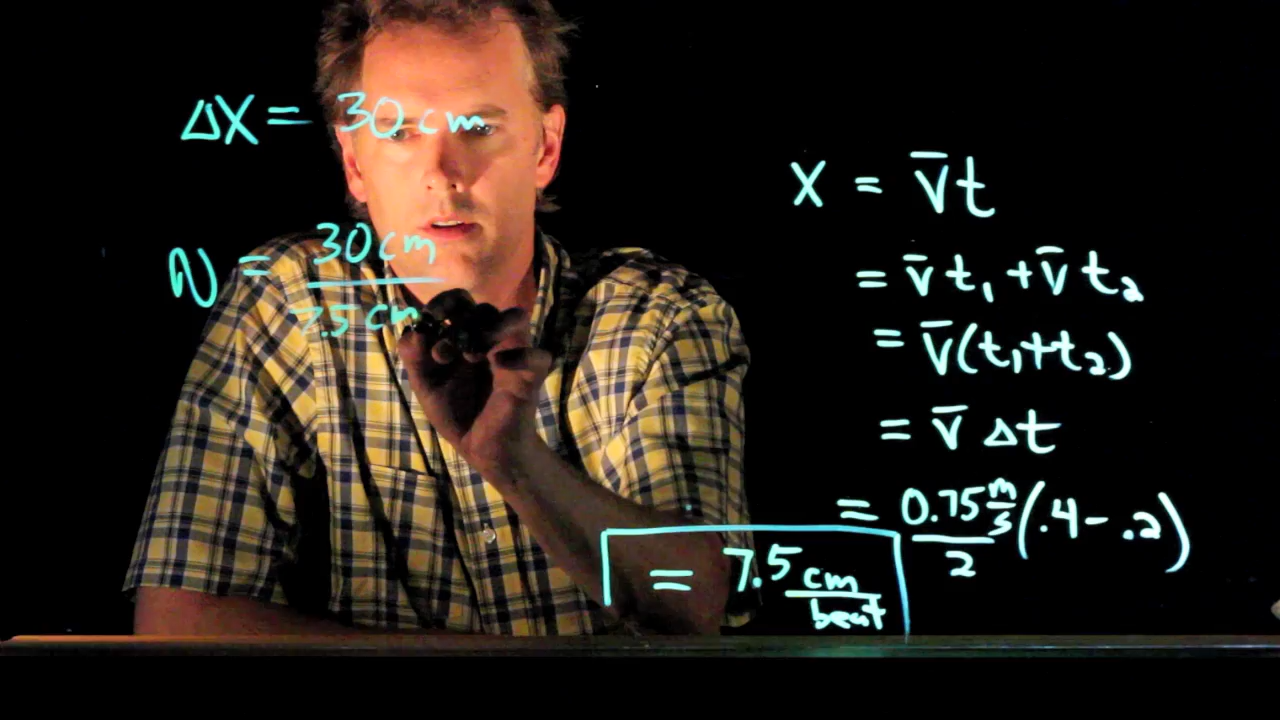 ΔX = 30 cm
N = 30 cm / 7.5 cm
X = v̄ t
= v̄ t₁ + v̄ t₂
= v̄(t₁+t₂)
= v̄ Δt
= 0.75 m/s / 2 (.4 - .2)
= 7.5 cm/beat